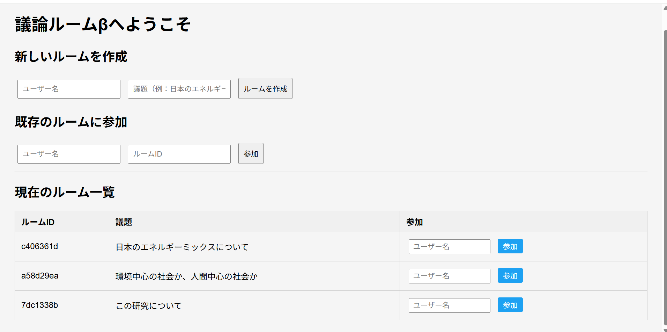 議論ルームβへようこそ
新しいルームを作成
ユーザー名 議題（例：日本のエネルギー ルームを作成
既存のルームに参加
ユーザー名 ルームID 参加
現在のルーム一覧
ルームID 議題 参加
c406361d 日本のエネルギーミックスについて ユーザー名 参加
a58d29ea 環境中心の社会か、人間中心の社会か ユーザー名 参加
7dc1338b この研究について ユーザー名 参加